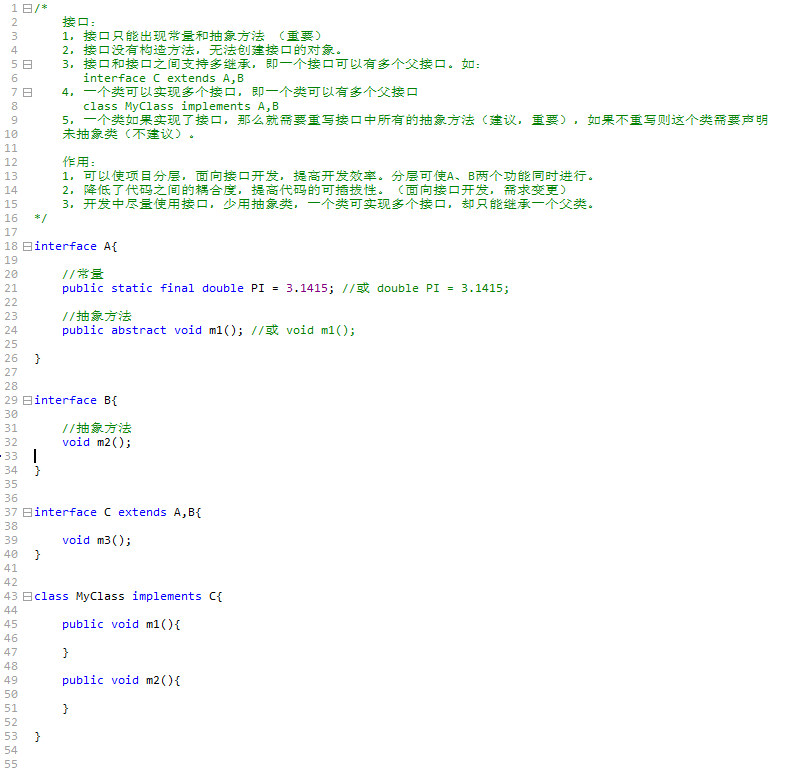 1 /*
2 接口：
3 1, 接口只能出现常量和抽象方法 （重要）
4 2, 接口没有构造方法，无法创建接口的对象。
5 3, 接口和接口之间支持多继承，即一个接口可以有多个父接口。如：
6 interface C extends A,B
7 4, 一个类可以实现多个接口，即一个类可以有多个父接口
8 class MyClass implements A,B
9 5, 一个类如果实现了接口，那么就需要重写接口中所有的抽象方法（建议，重要），如果不重写则这个类需要声明
10 未抽象类（不建议）。
11
12 作用：
13 1, 可以使项目分层，面向接口开发，提高开发效率。分层可使A、B两个功能同时进行。
14 2, 降低了代码之间的耦合度，提高代码的可插拔性。（面向接口开发，需求变更）
15 3, 开发中尽量使用接口，少用抽象类，一个类可实现多个接口，却只能继承一个父类。
16 */
17
18 interface A{
19
20 //常量
21 public static final double PI = 3.1415; //或 double PI = 3.1415;
22
23 //抽象方法
24 public abstract void m1(); //或 void m1();
25
26 }
27
28
29 interface B{
30
31 //抽象方法
32 void m2();
33
34 }
35
36
37 interface C extends A,B{
38
39 void m3();
40 }
41
42
43 class MyClass implements C{
44
45 public void m1(){
46
47 }
48
49 public void m2(){
50
51 }
52
53 }
54
55